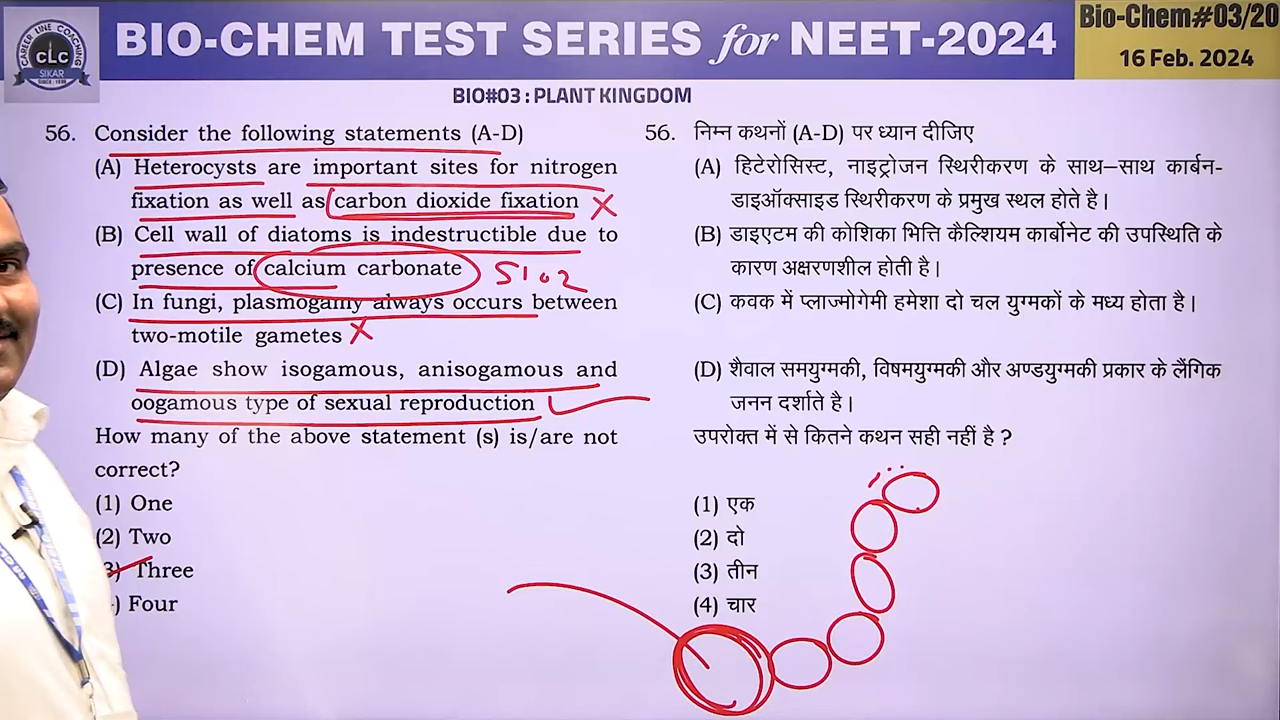 CAREER LINE COACHING
CLC
SIKAR
SINCE : 1996
BIO-CHEM TEST SERIES for NEET-2024
Bio-Chem#03/20
16 Feb. 2024
BIO#03 : PLANT KINGDOM
56. Consider the following statements (A-D)
(A) Heterocysts are important sites for nitrogen
fixation as well as carbon dioxide fixation
(B) Cell wall of diatoms is indestructible due to
presence of calcium carbonate SiO2
(C) In fungi, plasmogamy always occurs between
two-motile gametes
(D) Algae show isogamous, anisogamous and
oogamous type of sexual reproduction
How many of the above statement (s) is/are not
correct?
(1) One
(2) Two
3) Three
) Four
56. निम्न कथनों (A-D) पर ध्यान दीजिए
(A) हिटेरोसिस्ट, नाइट्रोजन स्थिरीकरण के साथ–साथ कार्बन-
डाइऑक्साइड स्थिरीकरण के प्रमुख स्थल होते है।
(B) डाइएटम की कोशिका भित्ति कैल्शियम कार्बोनेट की उपस्थिति के
कारण अक्षरणशील होती है।
(C) कवक में प्लाज्मोगेमी हमेशा दो चल युग्मकों के मध्य होता है।
(D) शैवाल समयुग्मकी, विषमयुग्मकी और अण्डयुग्मकी प्रकार के लैंगिक
जनन दर्शाते है।
उपरोक्त में से कितने कथन सही नहीं है ?
(1) एक
(2) दो
(3) तीन
(4) चार